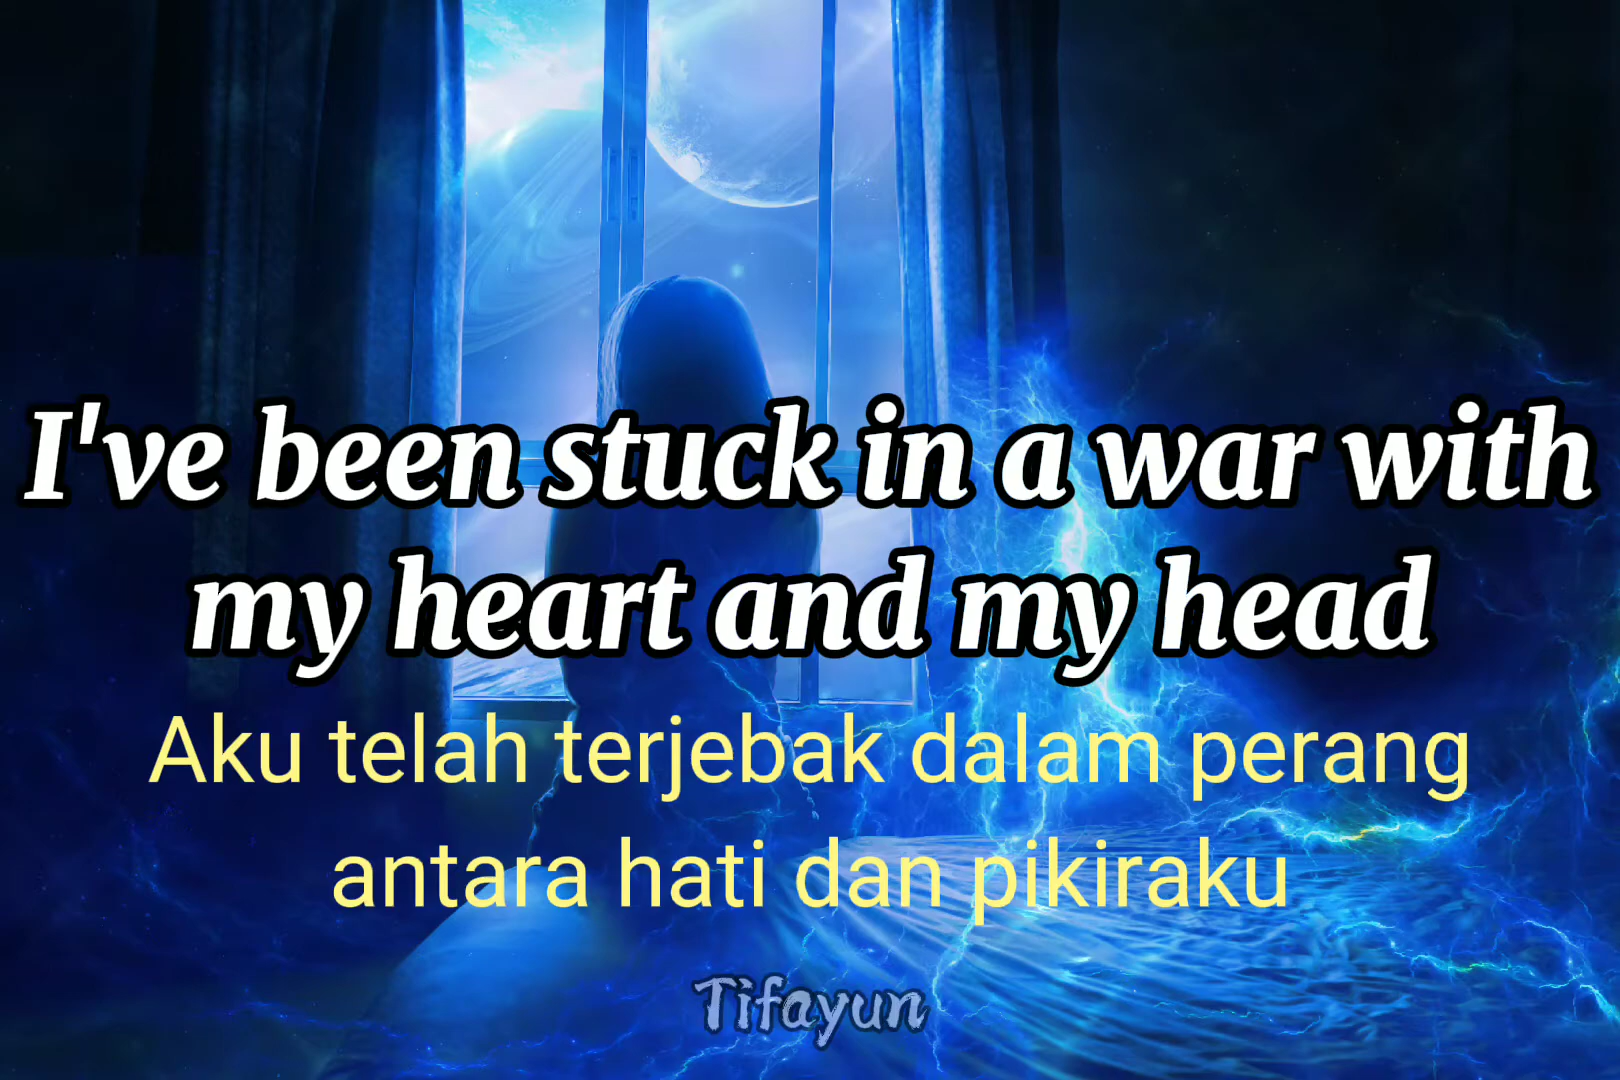 I've been stuck in a war with
my heart and my head
Aku telah terjebak dalam perang
antara hati dan pikiraku
Tifayun